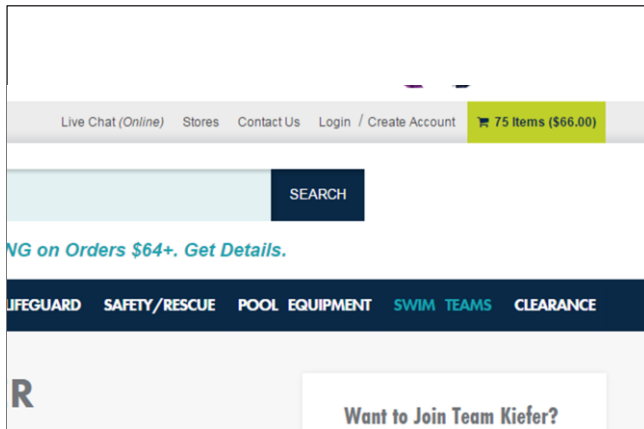 Live Chat (Online) Stores Contact Us Login / Create Account 75 Items ($66.00)
SEARCH
NG on Orders $64+. Get Details.
IFEGUARD SAFETY/RESCUE POOL EQUIPMENT SWIM TEAMS CLEARANCE
R
Want to Join Team Kiefer?